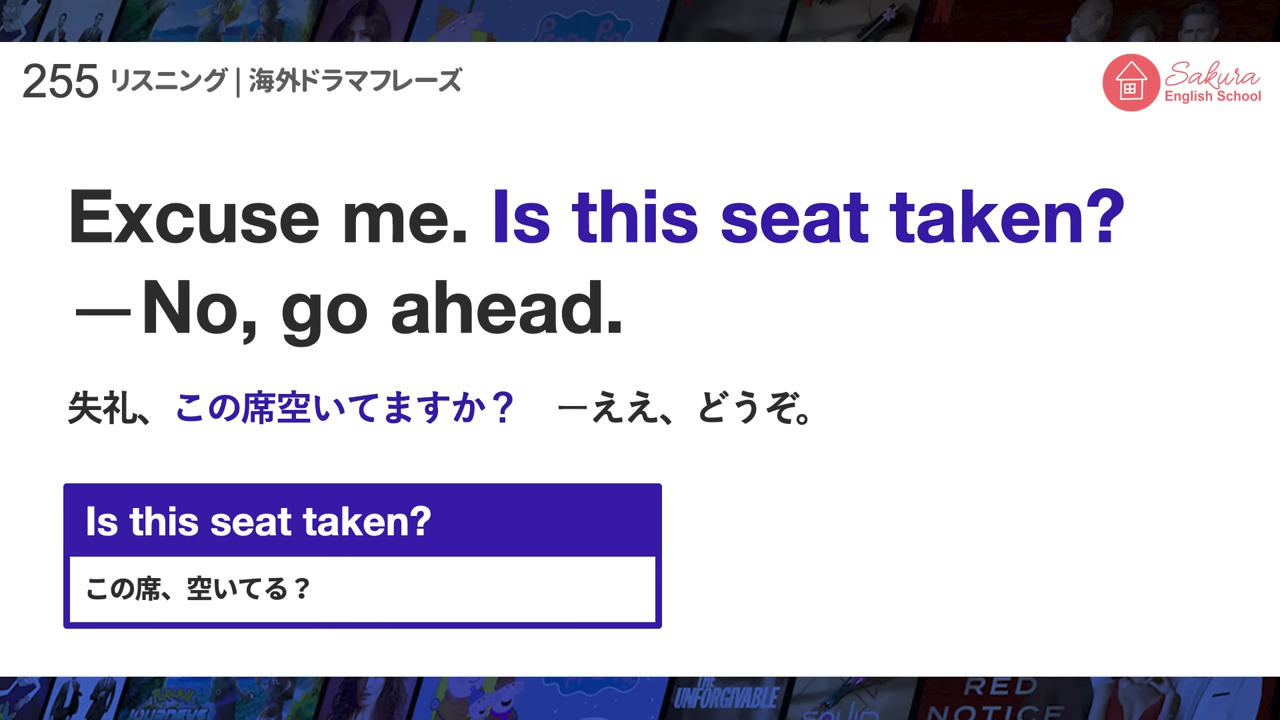 255 リスニング | 海外ドラマフレーズ
Sakura
English School
Excuse me. Is this seat taken?
—No, go ahead.
失礼、この席空いてますか？　—ええ、どうぞ。
Is this seat taken?
この席、空いてる？
THE
UNFORGIVABLE
RED
NOTICE